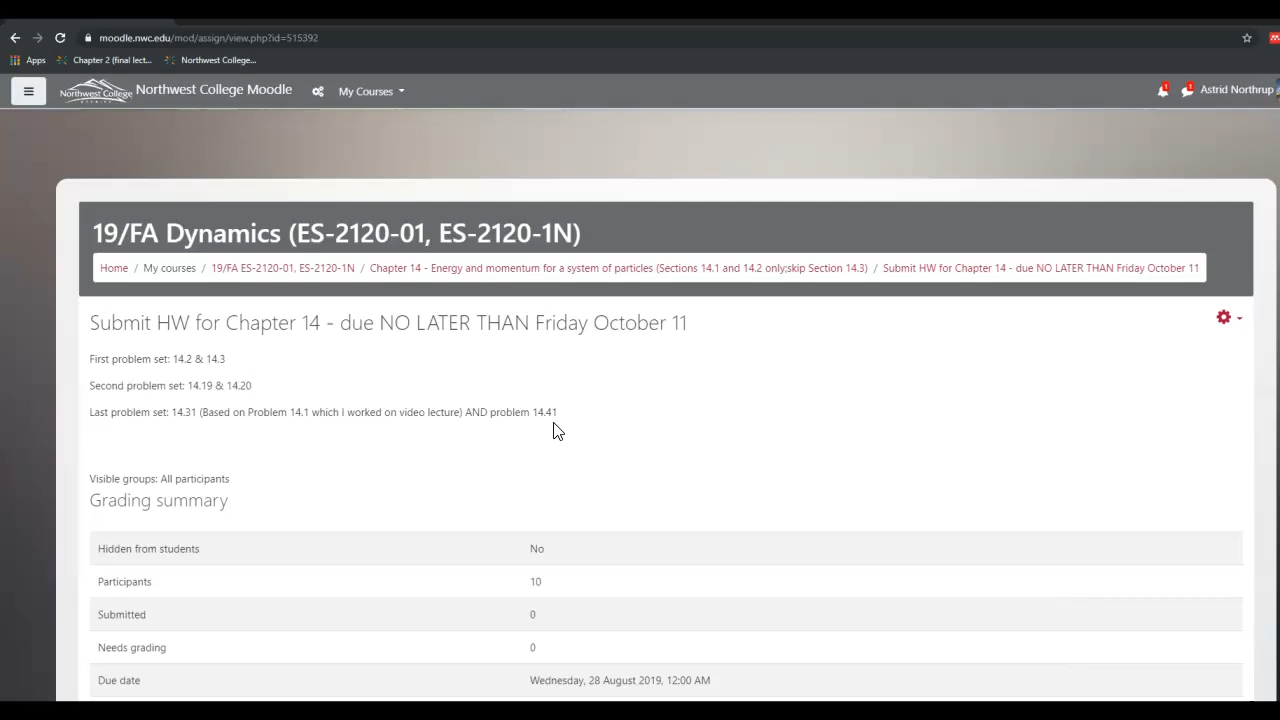 moodle.nwc.edu/mod/assign/view.php?id=515392
Apps Chapter 2 (final lect... Northwest College...
Northwest College Northwest College Moodle My Courses Astrid Northrup
19/FA Dynamics (ES-2120-01, ES-2120-1N)
Home / My courses / 19/FA ES-2120-01, ES-2120-1N / Chapter 14 - Energy and momentum for a system of particles (Sections 14.1 and 14.2 only;skip Section 14.3) / Submit HW for Chapter 14 - due NO LATER THAN Friday October 11
Submit HW for Chapter 14 - due NO LATER THAN Friday October 11
First problem set: 14.2 & 14.3
Second problem set: 14.19 & 14.20
Last problem set: 14.31 (Based on Problem 14.1 which I worked on video lecture) AND problem 14.41
Visible groups: All participants
Grading summary
Hidden from students No
Participants 10
Submitted 0
Needs grading 0
Due date Wednesday, 28 August 2019, 12:00 AM